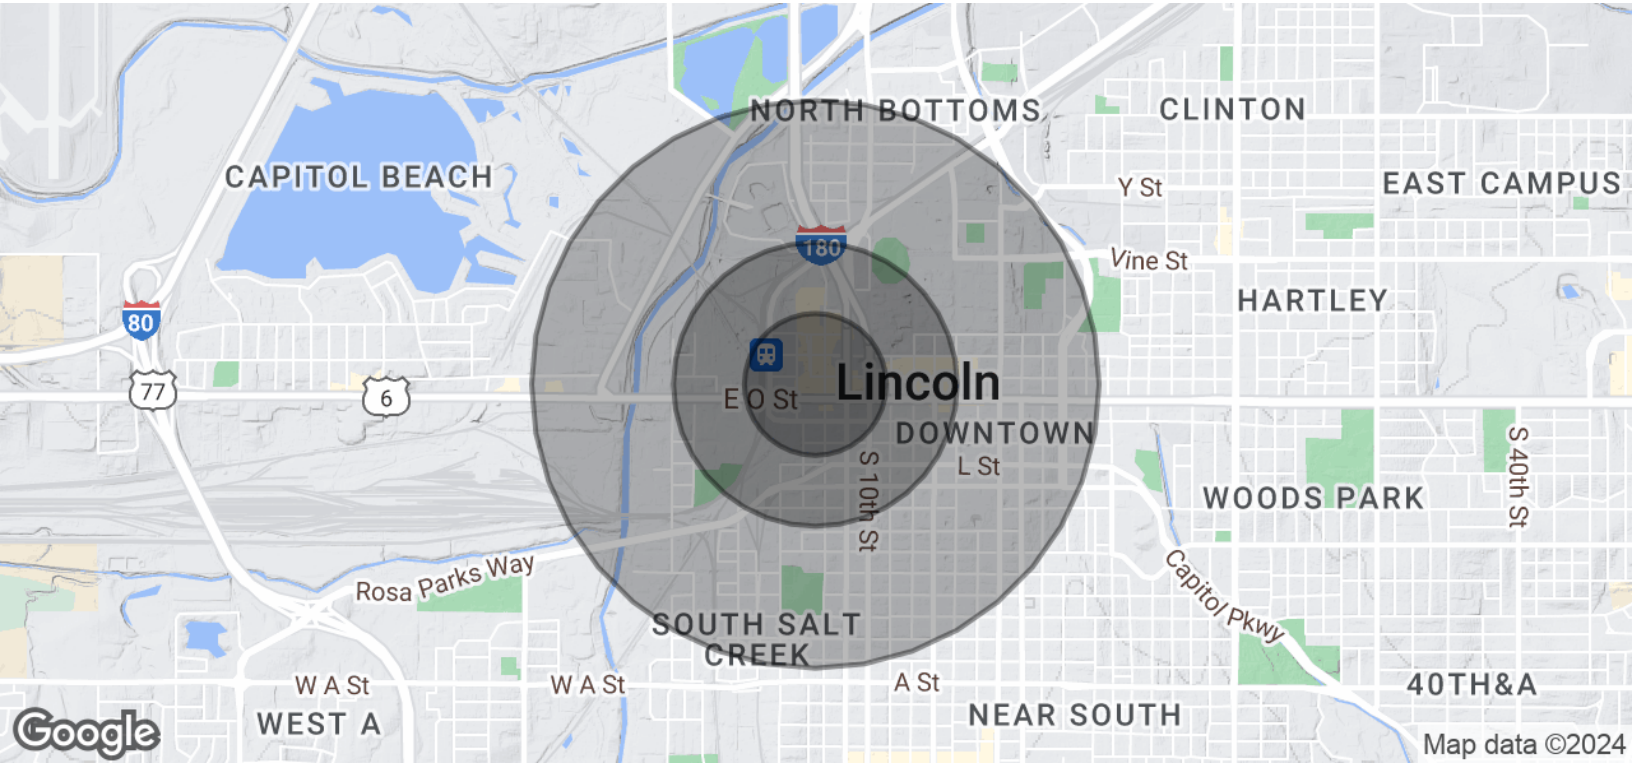 NORTH BOTTOMS
CLINTON
CAPITOL BEACH
Y St
EAST CAMPUS
180
Vine St
HARTLEY
80
77
6
E O St
Lincoln
DOWNTOWN
L St
S 10th St
S 40th St
WOODS PARK
Rosa Parks Way
Capitol Pkwy
SOUTH SALT
CREEK
W A St
W A St
A St
40TH&A
WEST A
NEAR SOUTH
Google
Map data ©2024